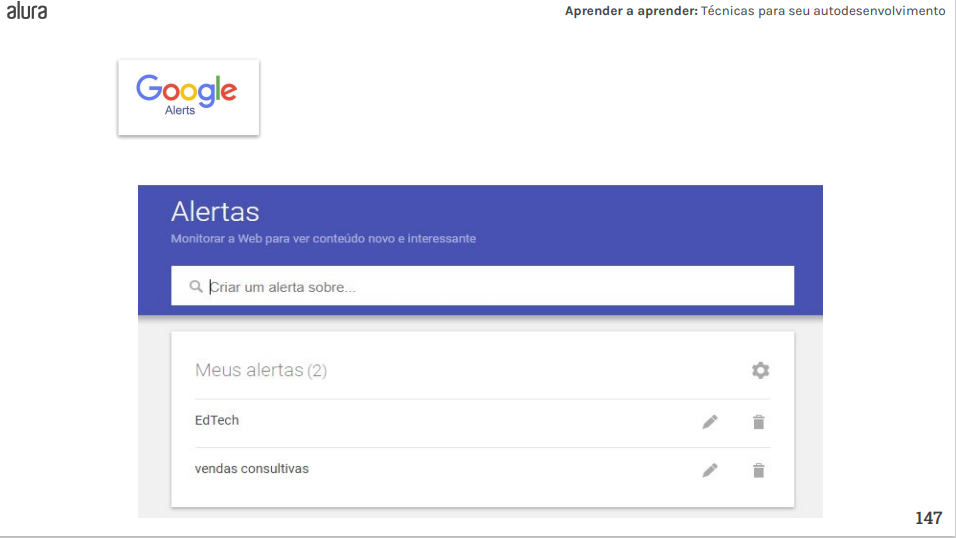 alura
Aprender a aprender: Técnicas para seu autodesenvolvimento
Google
Alerts
Alertas
Monitorar a Web para ver conteúdo novo e interessante
Criar um alerta sobre...
Meus alertas (2)
EdTech
vendas consultivas
147